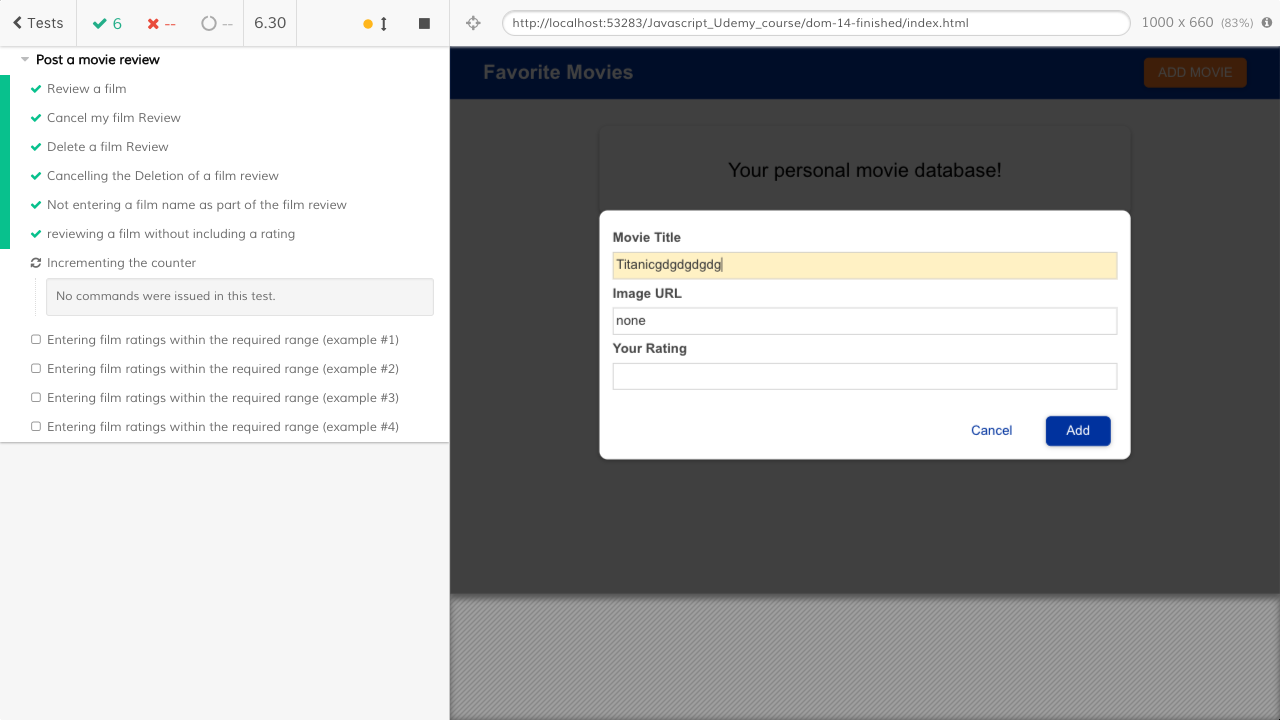 Tests
6
--
--
6.30
http://localhost:53283/Javascript_Udemy_course/dom-14-finished/index.html
1000 x 660 (83%)
Post a movie review
Review a film
Cancel my film Review
Delete a film Review
Cancelling the Deletion of a film review
Not entering a film name as part of the film review
reviewing a film without including a rating
Incrementing the counter
No commands were issued in this test.
Entering film ratings within the required range (example #1)
Entering film ratings within the required range (example #2)
Entering film ratings within the required range (example #3)
Entering film ratings within the required range (example #4)
Favorite Movies
ADD MOVIE
Your personal movie database!
Movie Title
Titanicgdgdgdgdg
Image URL
none
Your Rating
Cancel
Add